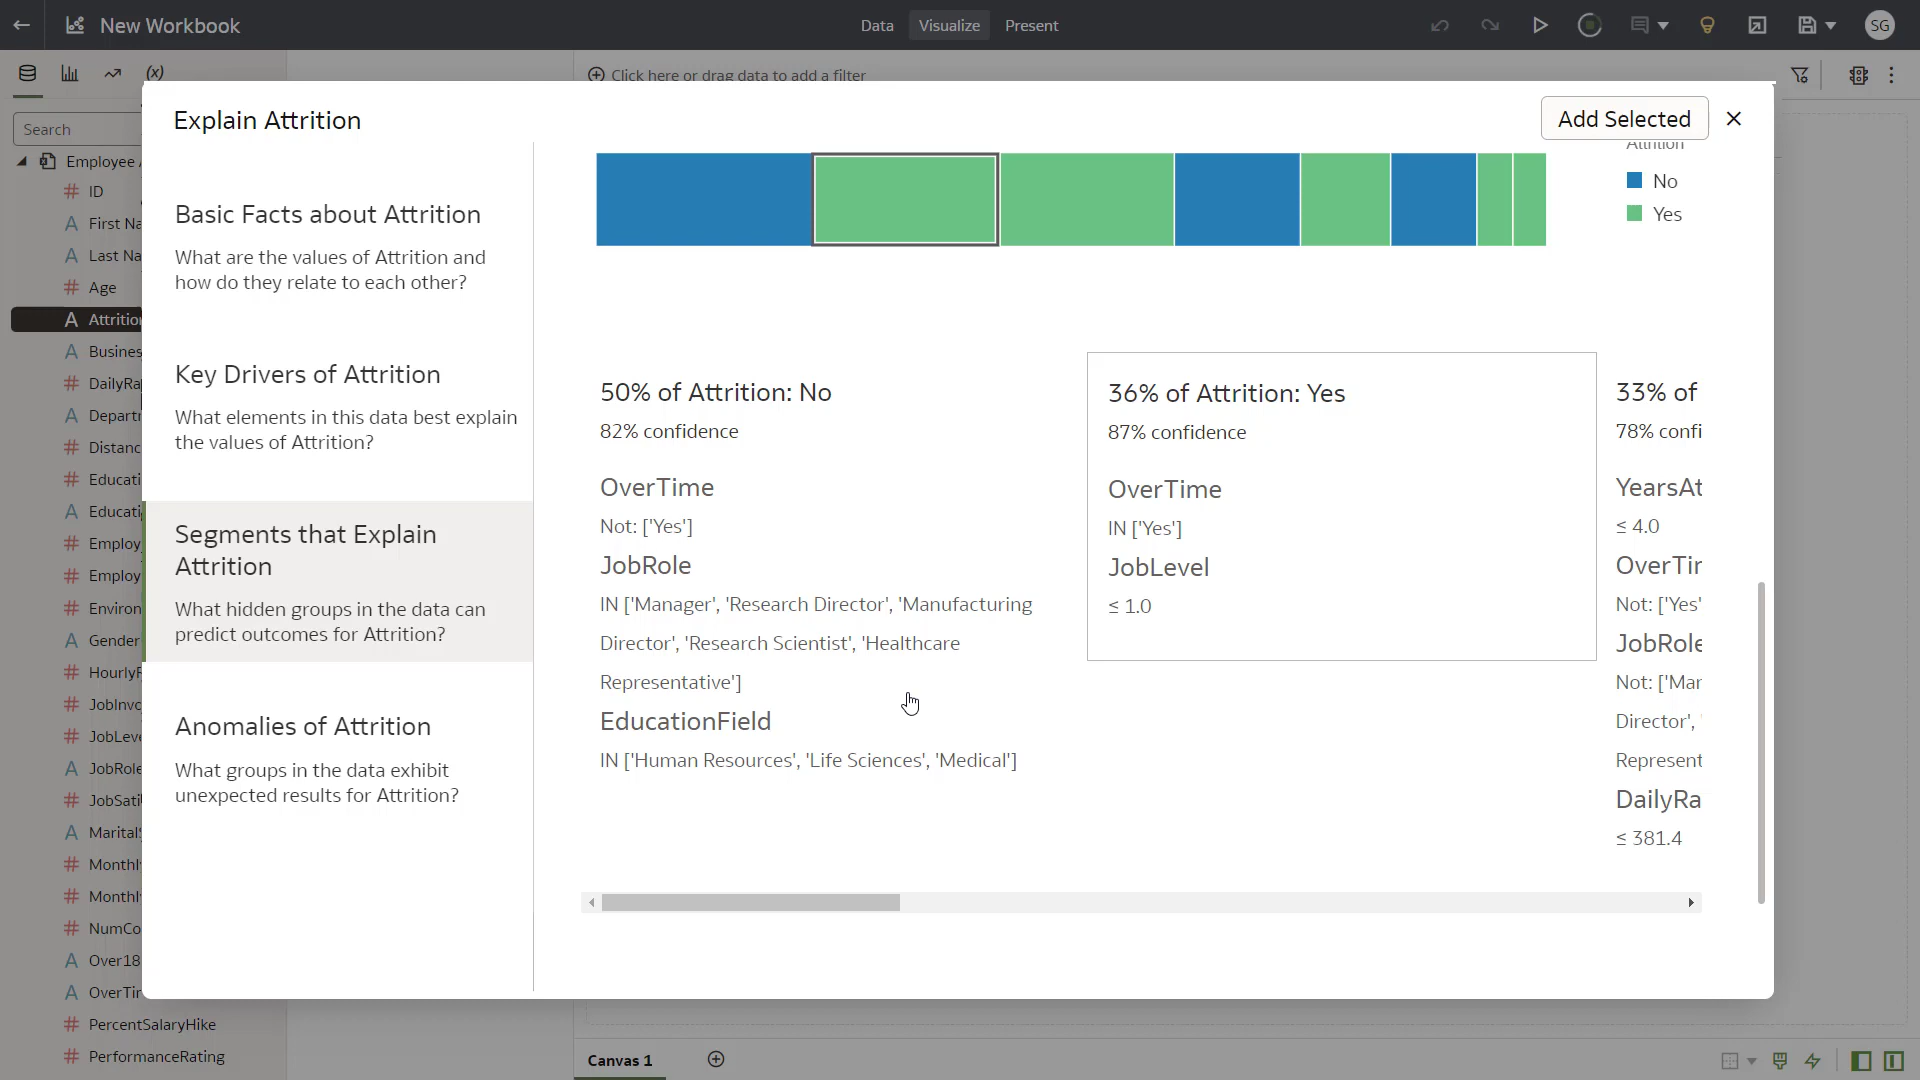 New Workbook
Data
Visualize
Present
SG
(x)
Click here or drag data to add a filter
Search
Employee
Explain Attrition
Add Selected
ID
First Na
Last Na
Age
Attrition
Busines
DailyRa
Depart
Distanc
Educati
Educati
Employ
Employ
Environ
Gender
HourlyR
JobInvo
JobLeve
JobRole
JobSati
Marital
Monthl
Monthl
NumCo
Over18
OverTi
PercentSalaryHike
PerformanceRating
Basic Facts about Attrition
What are the values of Attrition and
how do they relate to each other?
Key Drivers of Attrition
What elements in this data best explain
the values of Attrition?
Segments that Explain
Attrition
What hidden groups in the data can
predict outcomes for Attrition?
Anomalies of Attrition
What groups in the data exhibit
unexpected results for Attrition?
Attrition
No
Yes
50% of Attrition: No
82% confidence
OverTime
Not: ['Yes']
JobRole
IN ['Manager', 'Research Director', 'Manufacturing
Director', 'Research Scientist', 'Healthcare
Representative']
EducationField
IN ['Human Resources', 'Life Sciences', 'Medical']
36% of Attrition: Yes
87% confidence
OverTime
IN ['Yes']
JobLevel
≤ 1.0
33% of
78% confi
YearsAt
≤ 4.0
OverTim
Not: ['Yes'
JobRole
Not: ['Man
Director', '
Represent
DailyRa
≤ 381.4
Canvas 1